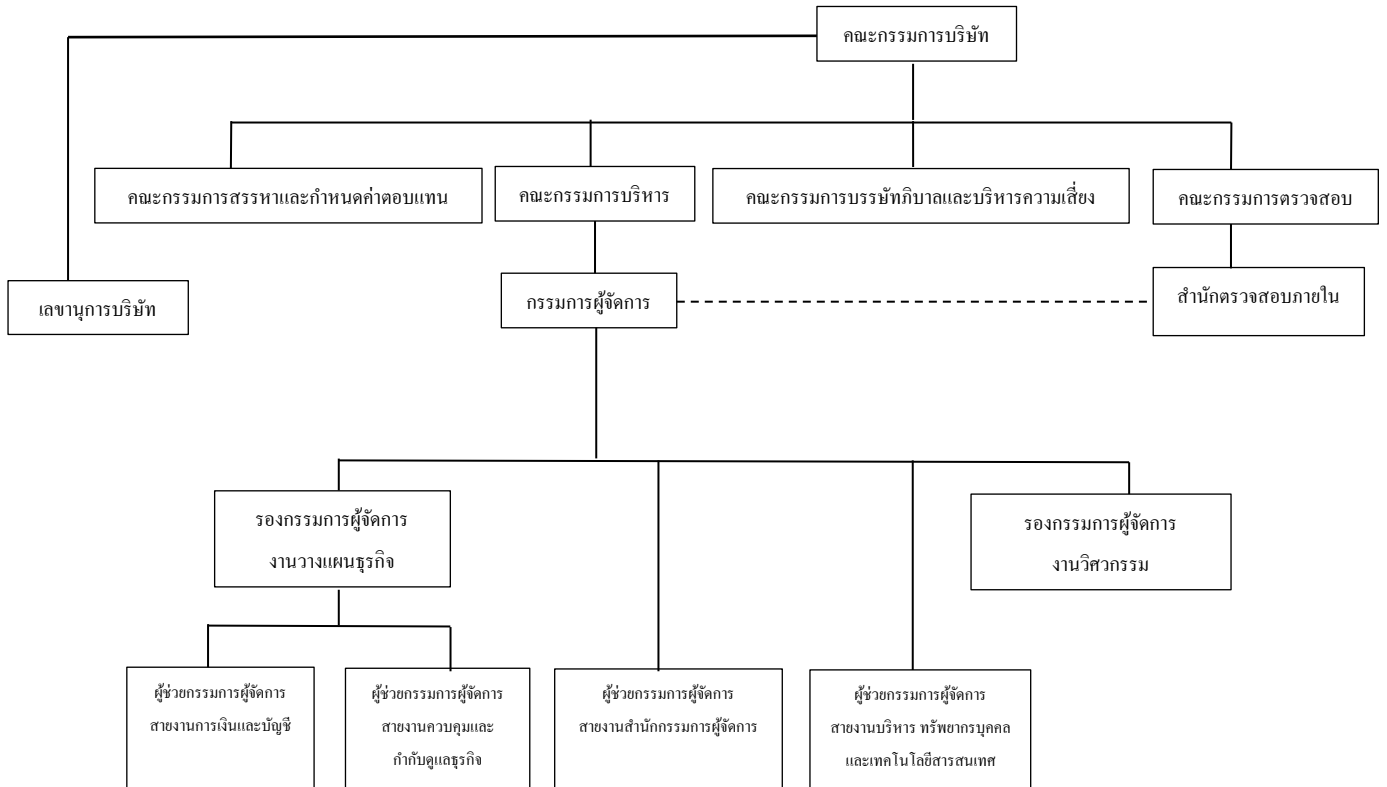 คณะกรรมการบริษัท
คณะกรรมการสรรหาและกำหนดค่าตอบแทน
คณะกรรมการบริหาร
คณะกรรมการบรรษัทภิบาลและบริหารความเสี่ยง
คณะกรรมการตรวจสอบ
เลขานุการบริษัท
กรรมการผู้จัดการ
สำนักตรวจสอบภายใน
รองกรรมการผู้จัดการ
งานวางแผนธุรกิจ
รองกรรมการผู้จัดการ
งานวิศวกรรม
ผู้ช่วยกรรมการผู้จัดการ
สายงานการเงินและบัญชี
ผู้ช่วยกรรมการผู้จัดการ
สายงานควบคุมและ
กำกับดูแลธุรกิจ
ผู้ช่วยกรรมการผู้จัดการ
สายงานสำนักกรรมการผู้จัดการ
ผู้ช่วยกรรมการผู้จัดการ
สายงานบริหาร ทรัพยากรบุคคล
และเทคโนโลยีสารสนเทศ